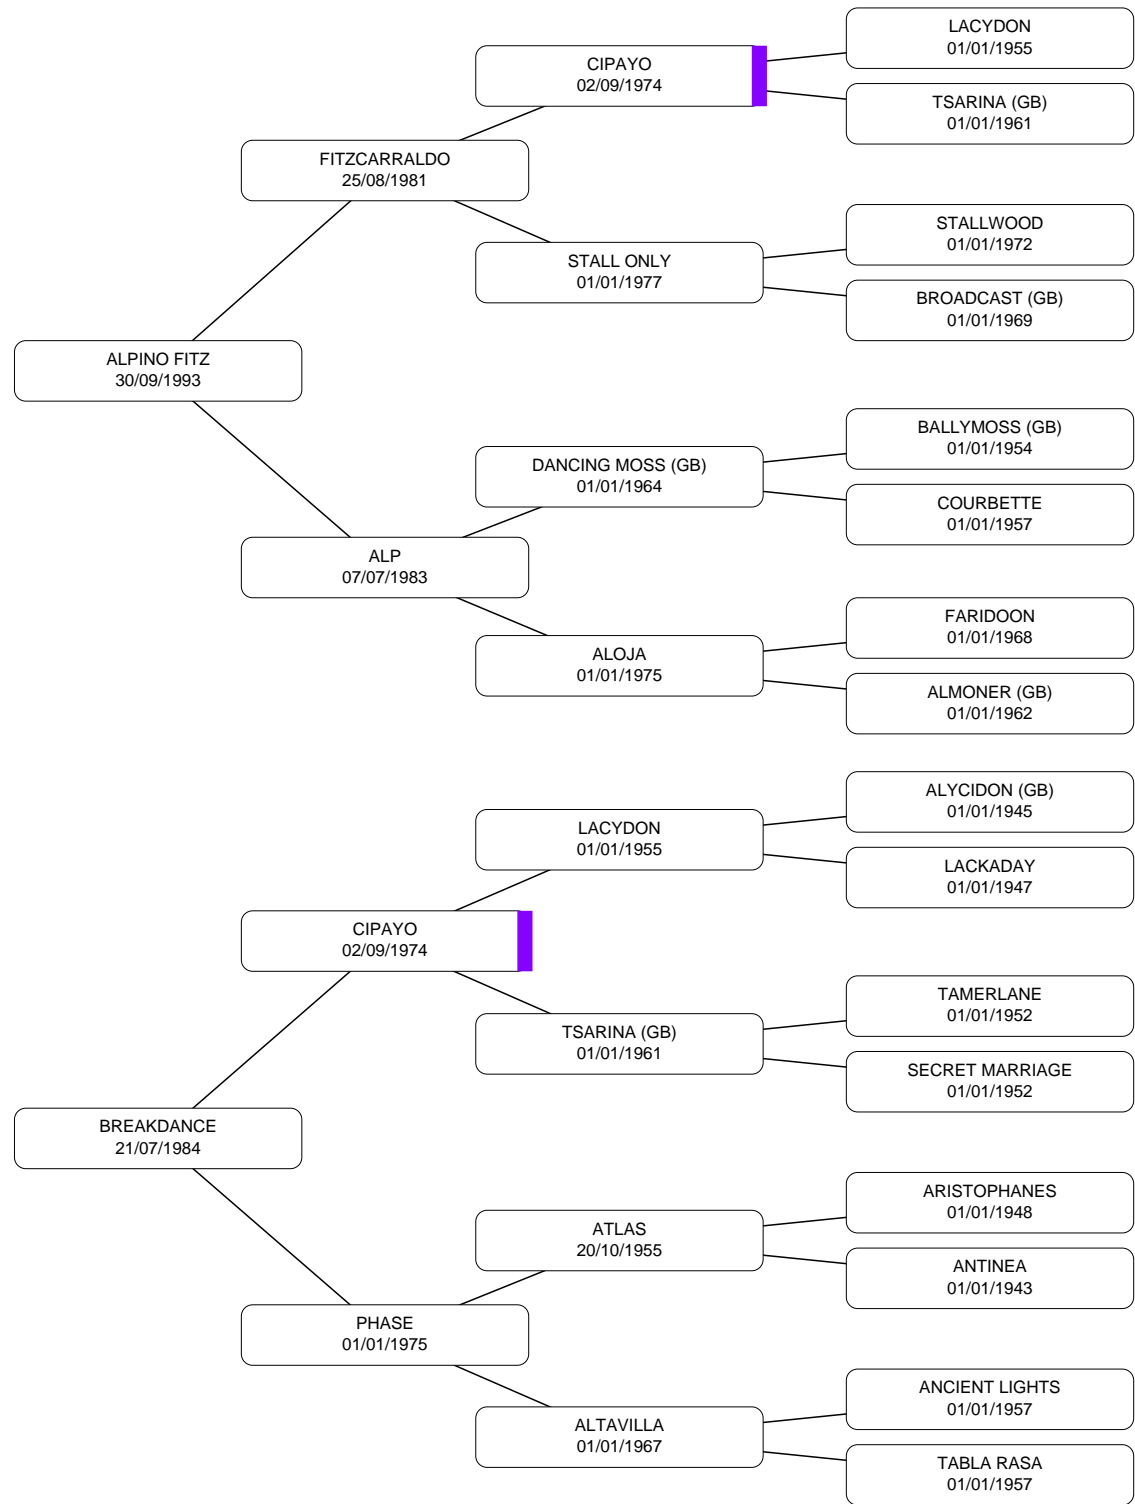 LACYDON
01/01/1955
CIPAYO
02/09/1974
TSARINA (GB)
01/01/1961
FITZCARRALDO
25/08/1981
STALLWOOD
01/01/1972
STALL ONLY
01/01/1977
BROADCAST (GB)
01/01/1969
ALPINO FITZ
30/09/1993
BALLYMOSS (GB)
01/01/1954
DANCING MOSS (GB)
01/01/1964
COURBETTE
01/01/1957
ALP
07/07/1983
FARIDOON
01/01/1968
ALOJA
01/01/1975
ALMONER (GB)
01/01/1962
ALYCIDON (GB)
01/01/1945
LACYDON
01/01/1955
LACKADAY
01/01/1947
CIPAYO
02/09/1974
TAMERLANE
01/01/1952
TSARINA (GB)
01/01/1961
SECRET MARRIAGE
01/01/1952
BREAKDANCE
21/07/1984
ARISTOPHANES
01/01/1948
ATLAS
20/10/1955
ANTINEA
01/01/1943
PHASE
01/01/1975
ANCIENT LIGHTS
01/01/1957
ALTAVILLA
01/01/1967
TABLA RASA
01/01/1957